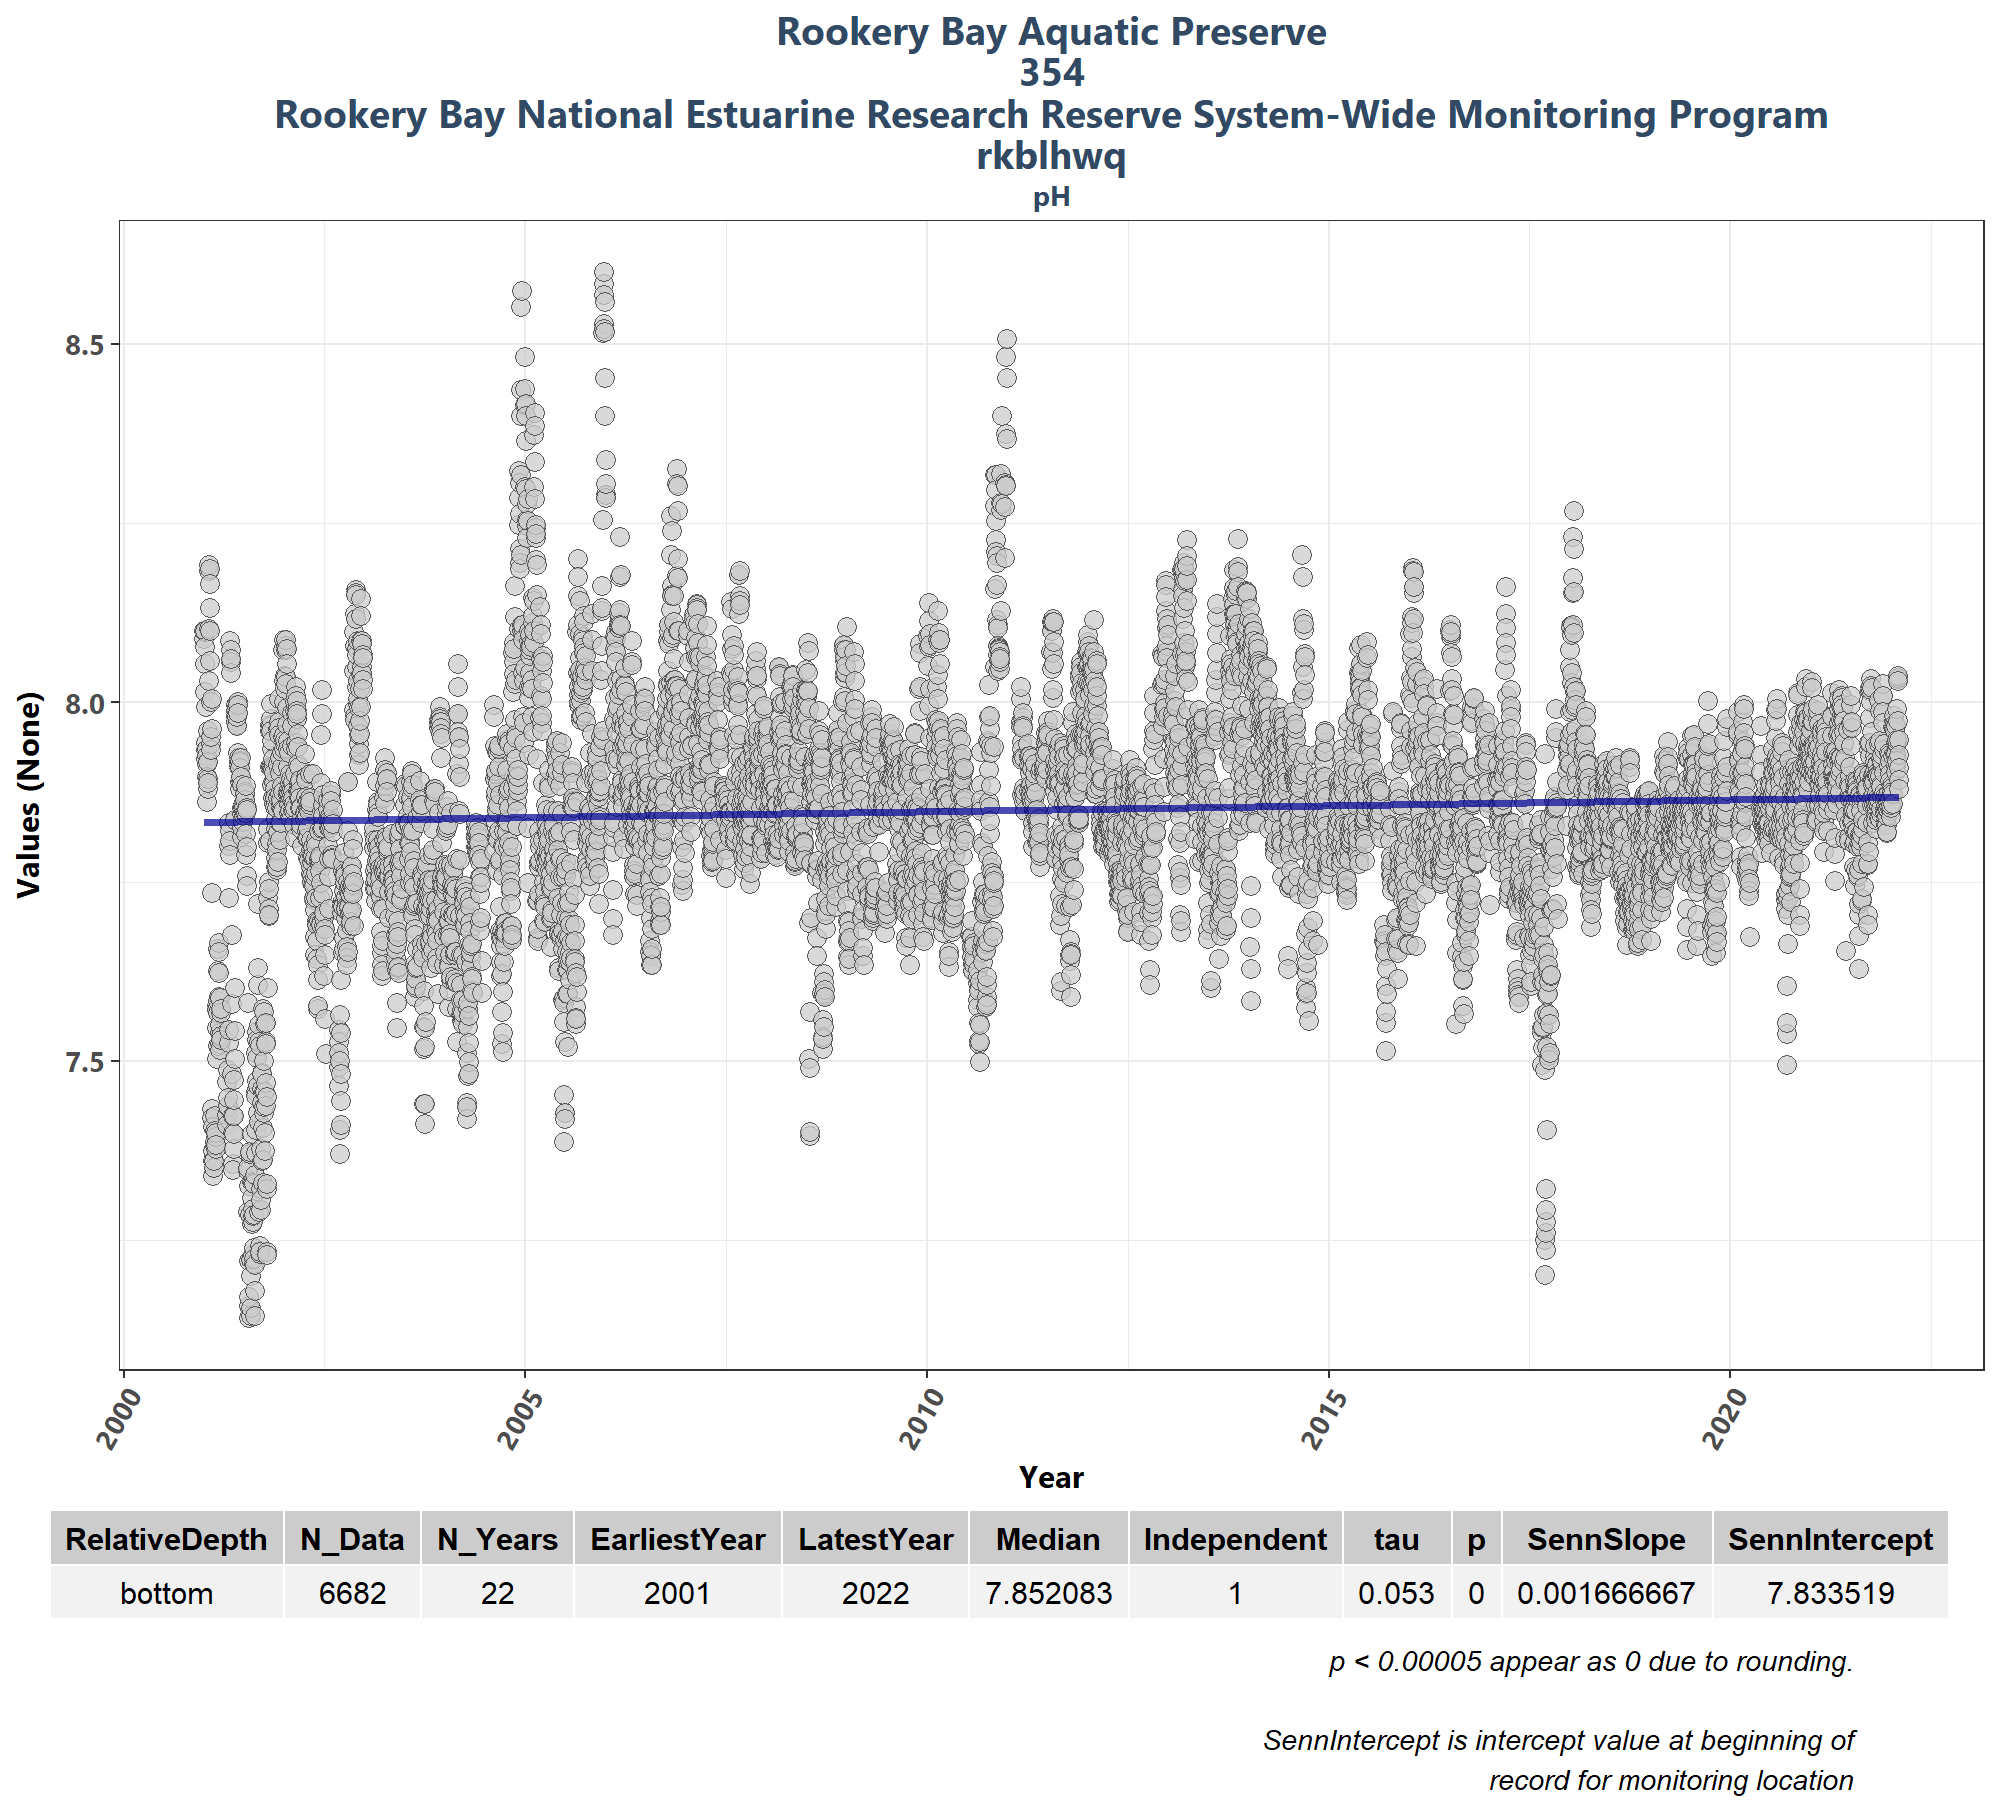 Rookery Bay Aquatic Preserve
354
Rookery Bay National Estuarine Research Reserve System-Wide Monitoring Program
rkblhwq
pH
Values (None)
8.5
8.0
7.5
2000
2005
2010
2015
2020
Year
RelativeDepth N_Data N_Years EarliestYear LatestYear Median Independent tau p SennSlope SennIntercept
bottom 6682 22 2001 2022 7.852083 1 0.053 0 0.001666667 7.833519
p < 0.00005 appear as 0 due to rounding.
SennIntercept is intercept value at beginning of
record for monitoring location